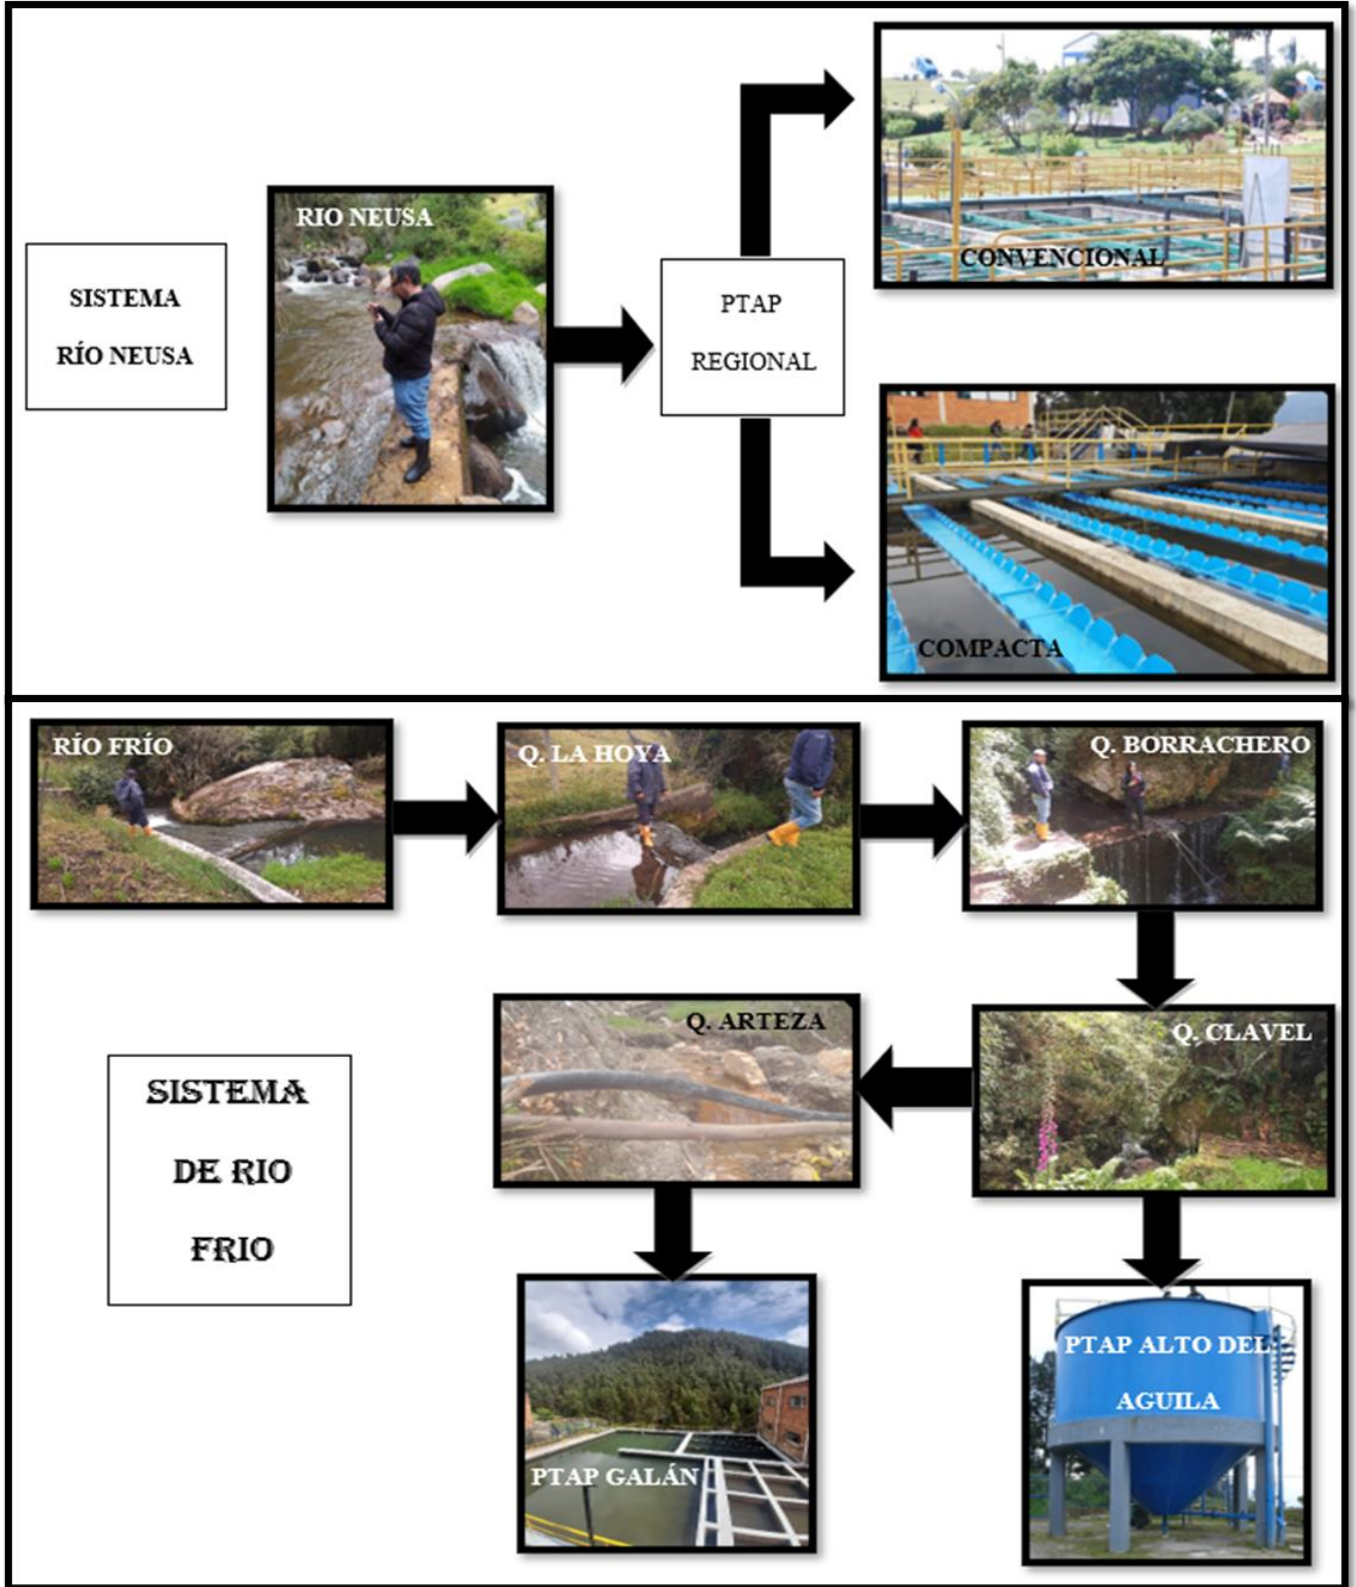 SISTEMA
RÍO NEUSA
RIO NEUSA
PTAP
REGIONAL
CONVENCIONAL
COMPACTA
RÍO FRÍO
Q. LA HOYA
Q. BORRACHERO
Q. ARTEZA
Q. CLAVEL
SISTEMA
DE RIO
FRIO
PTAP GALÁN
PTAP ALTO DEL
AGUILA